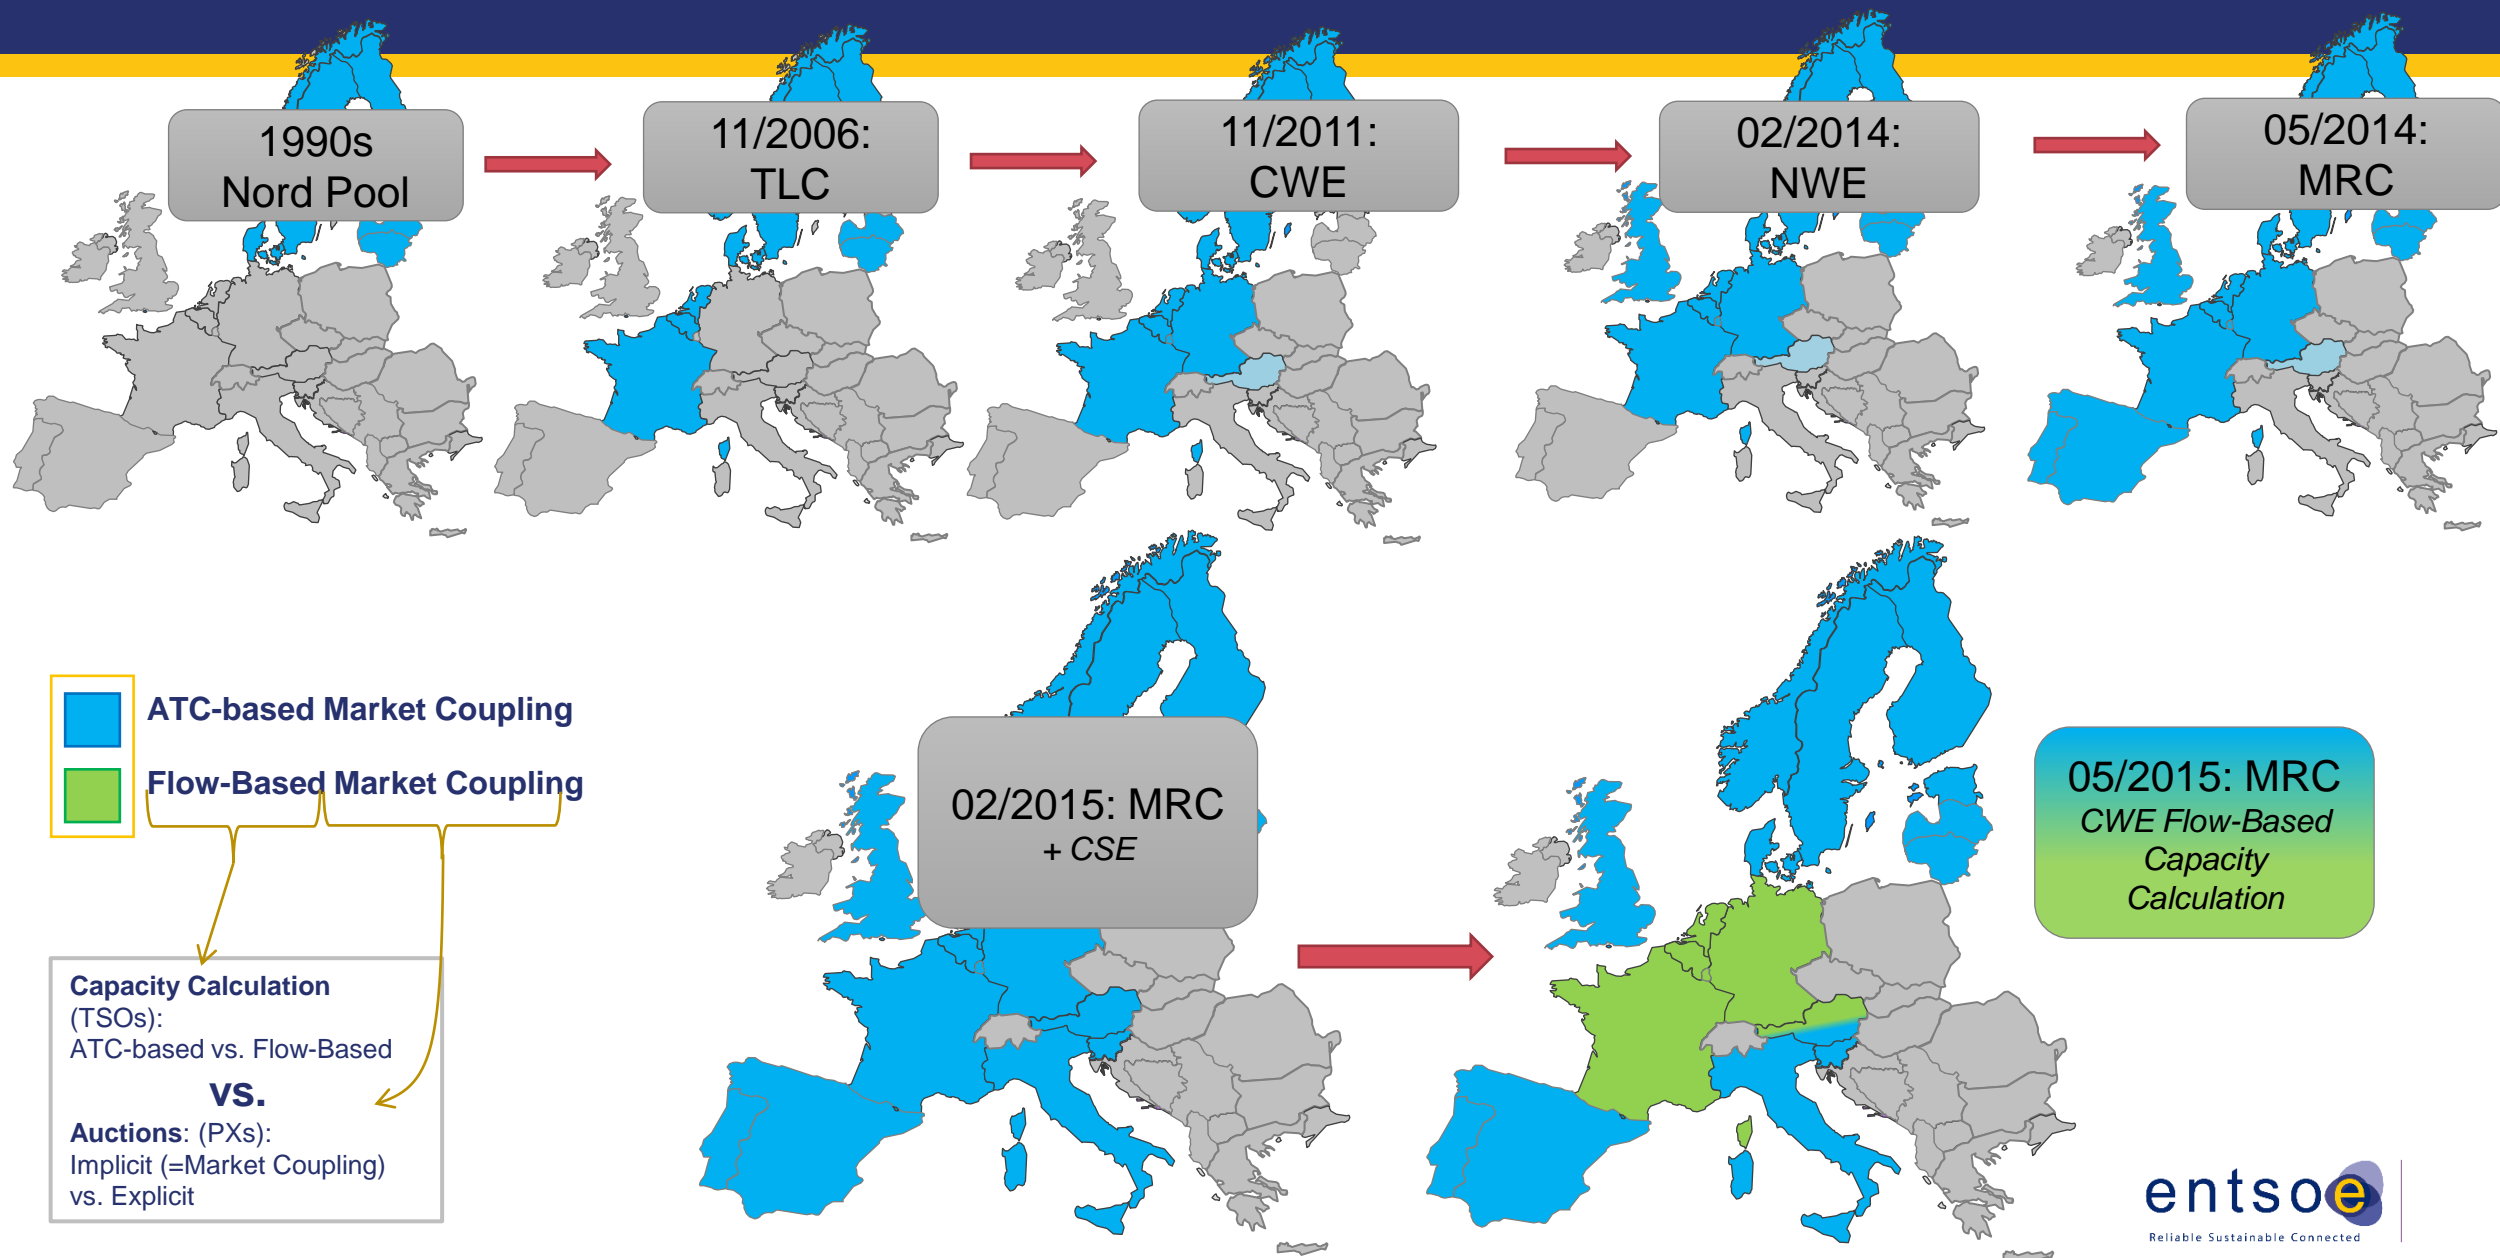 1990s
Nord Pool
11/2006:
TLC
11/2011:
CWE
02/2014:
NWE
05/2014:
MRC
ATC-based Market Coupling
Flow-Based Market Coupling
Capacity Calculation
(TSOs):
ATC-based vs. Flow-Based
vs.
Auctions: (PXs):
Implicit (=Market Coupling)
vs. Explicit
02/2015: MRC
+ CSE
05/2015: MRC
CWE Flow-Based
Capacity
Calculation
entsoe
Reliable Sustainable Connected